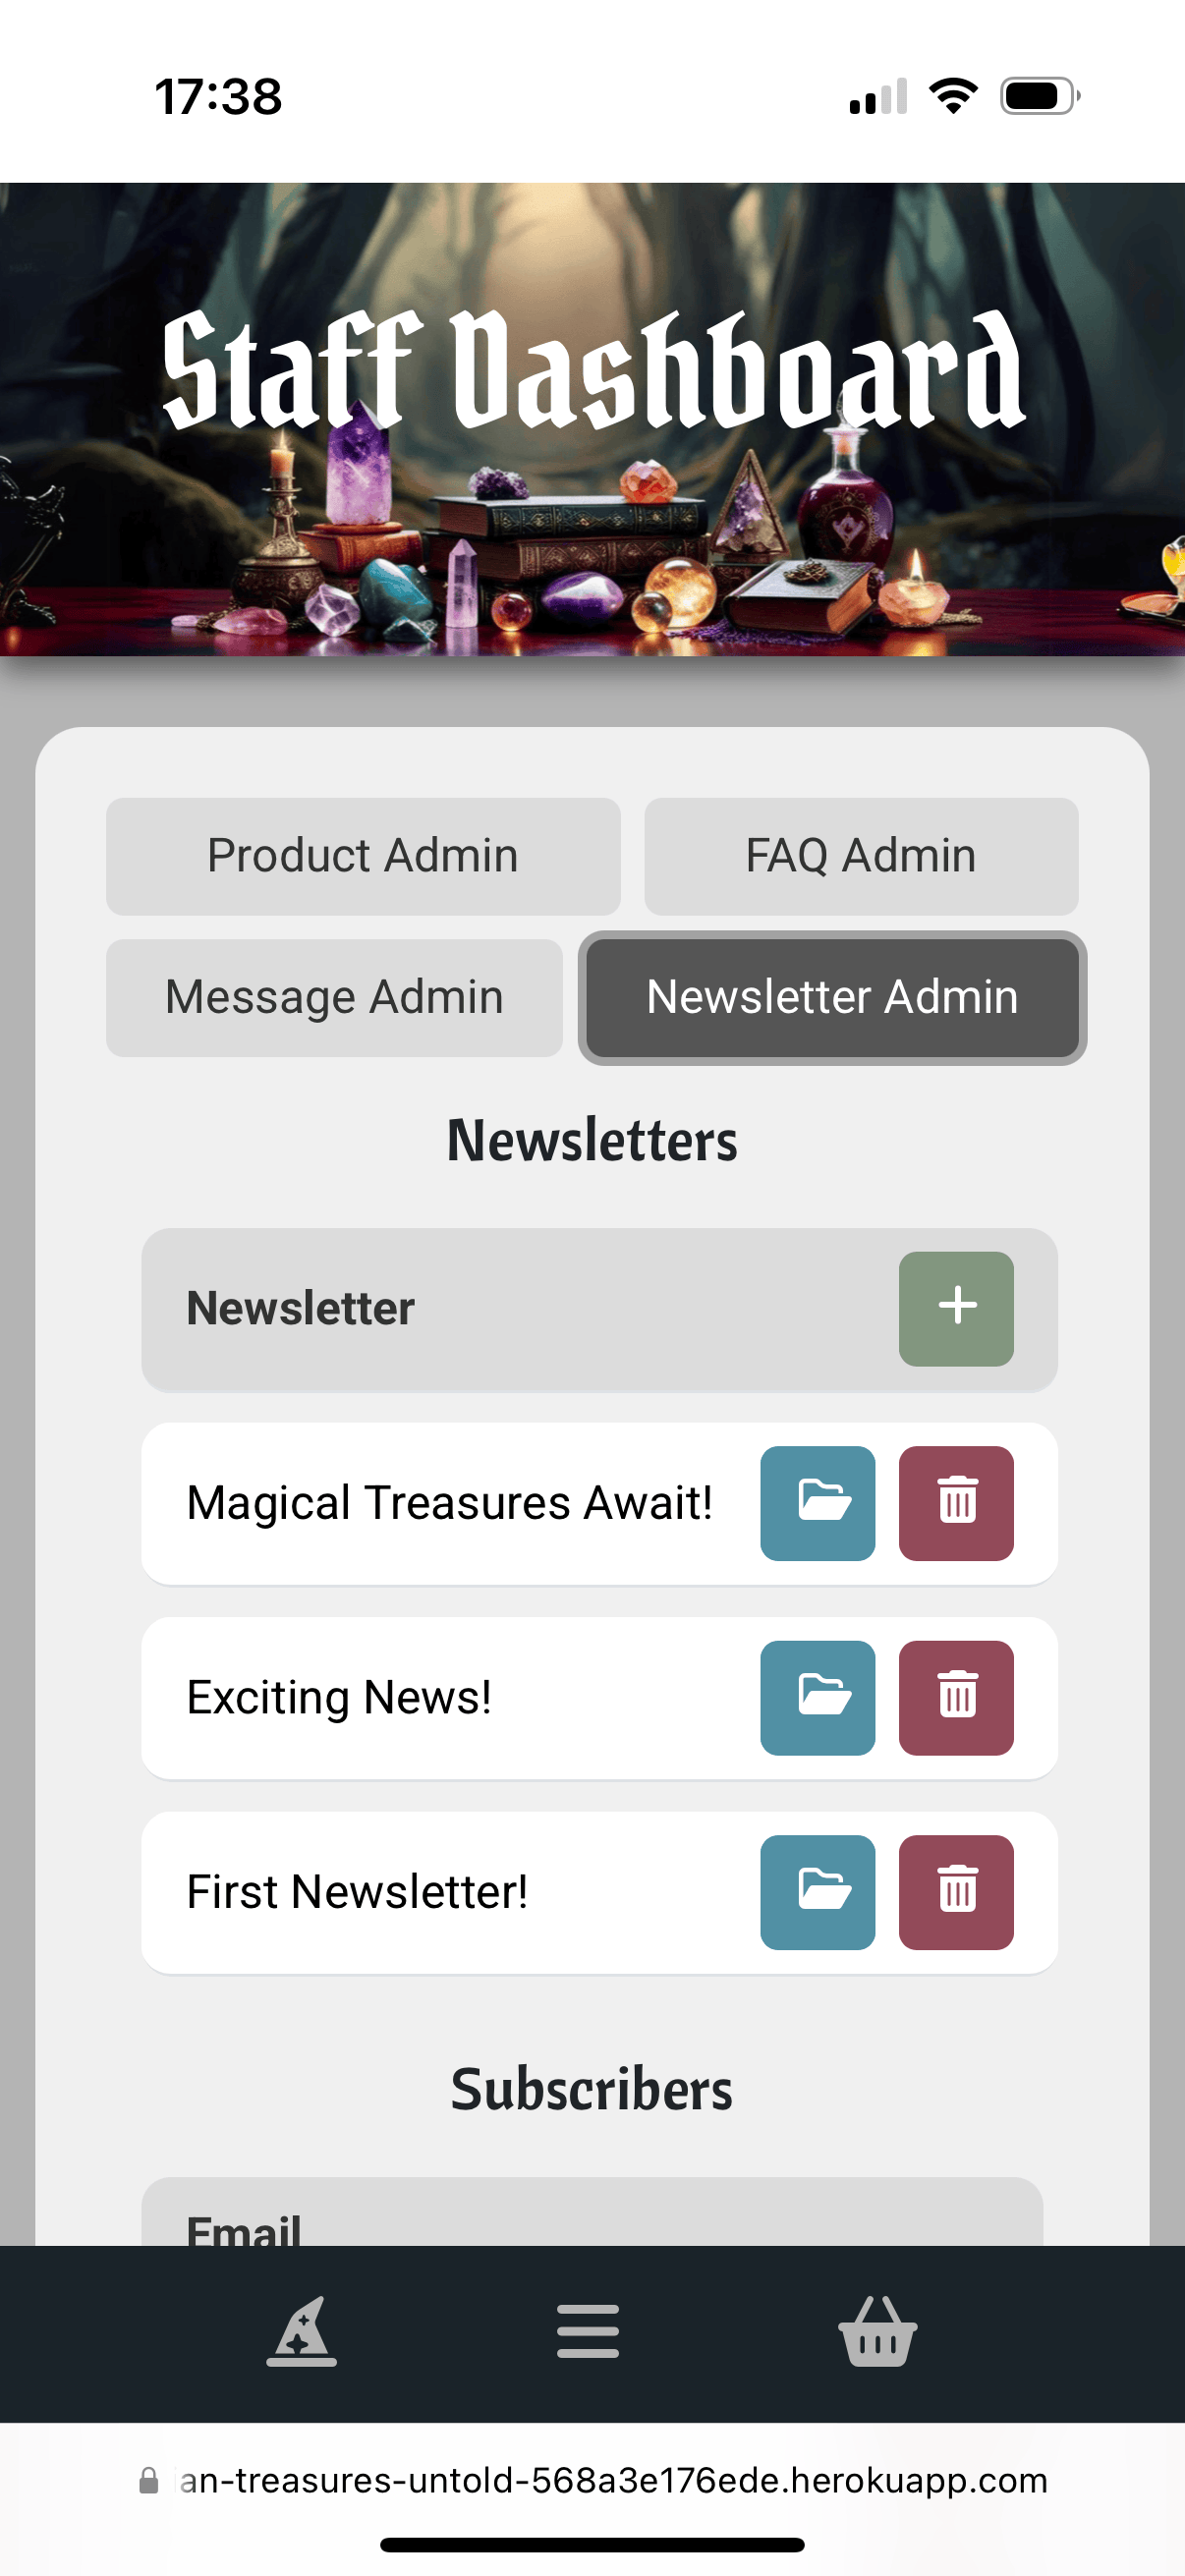 17:38
Staff Dashboard
Product Admin
FAQ Admin
Message Admin
Newsletter Admin
Newsletters
Newsletter
Magical Treasures Await!
Exciting News!
First Newsletter!
Subscribers
Email
an-treasures-untold-568a3e176ede.herokuapp.com